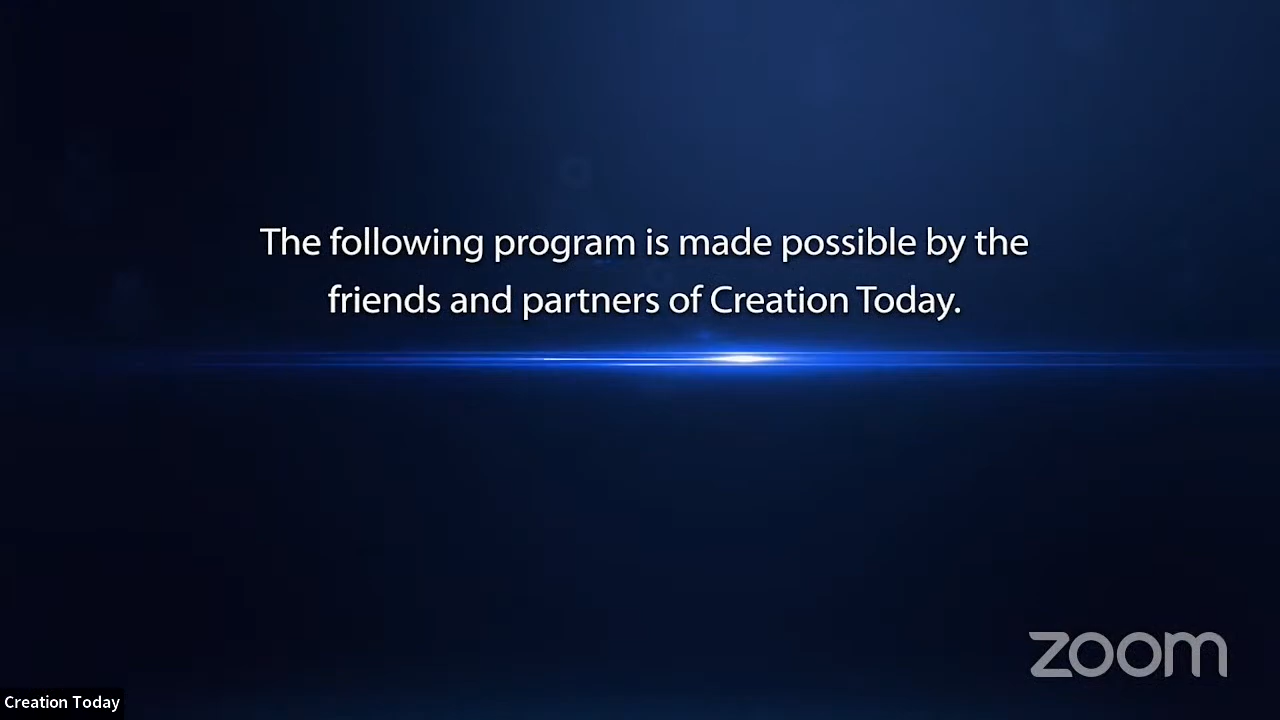 The following program is made possible by the
friends and partners of Creation Today.
zoom
Creation Today